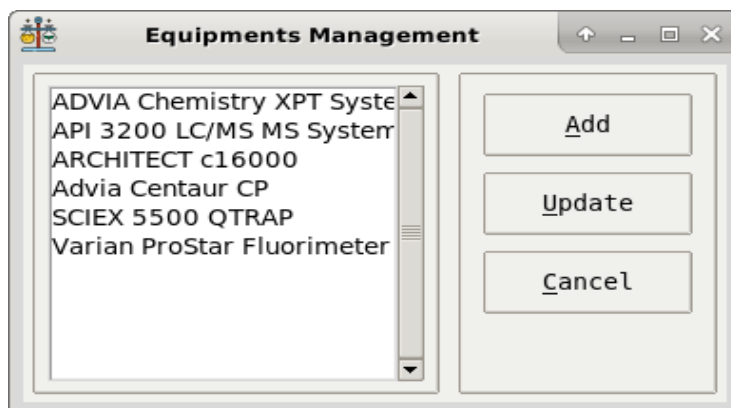 Equipments Management
ADVIA Chemistry XPT Syste
API 3200 LC/MS MS System
ARCHITECT c16000
Advia Centaur CP
SCIEX 5500 QTRAP
Varian ProStar Fluorimeter
Add
Update
Cancel